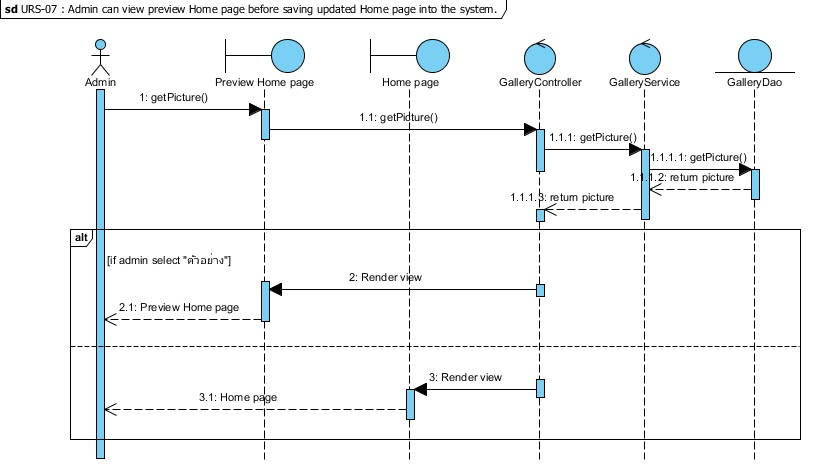 sd URS-07 : Admin can view preview Home page before saving updated Home page into the system.
Admin
Preview Home page
Home page
GalleryController
GalleryService
GalleryDao
1: getPicture()
1.1: getPicture()
1.1.1: getPicture()
1.1.1.1: getPicture()
1.1.1.2: return picture
1.1.1.3: return picture
alt
[if admin select "ตัวอย่าง"]
2: Render view
2.1: Preview Home page
3: Render view
3.1: Home page